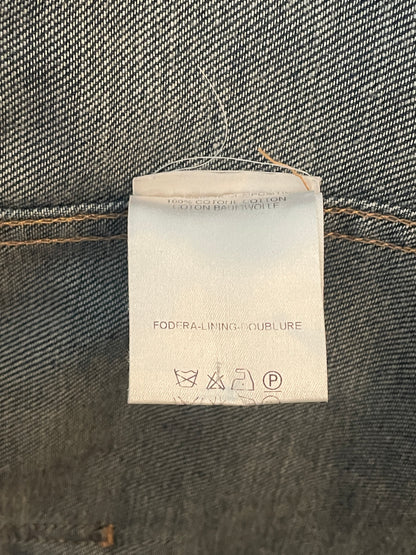 100% COTONE COTTON
COTON BAUMWOLLE
FODERA-LINING-DOUBLURE
P